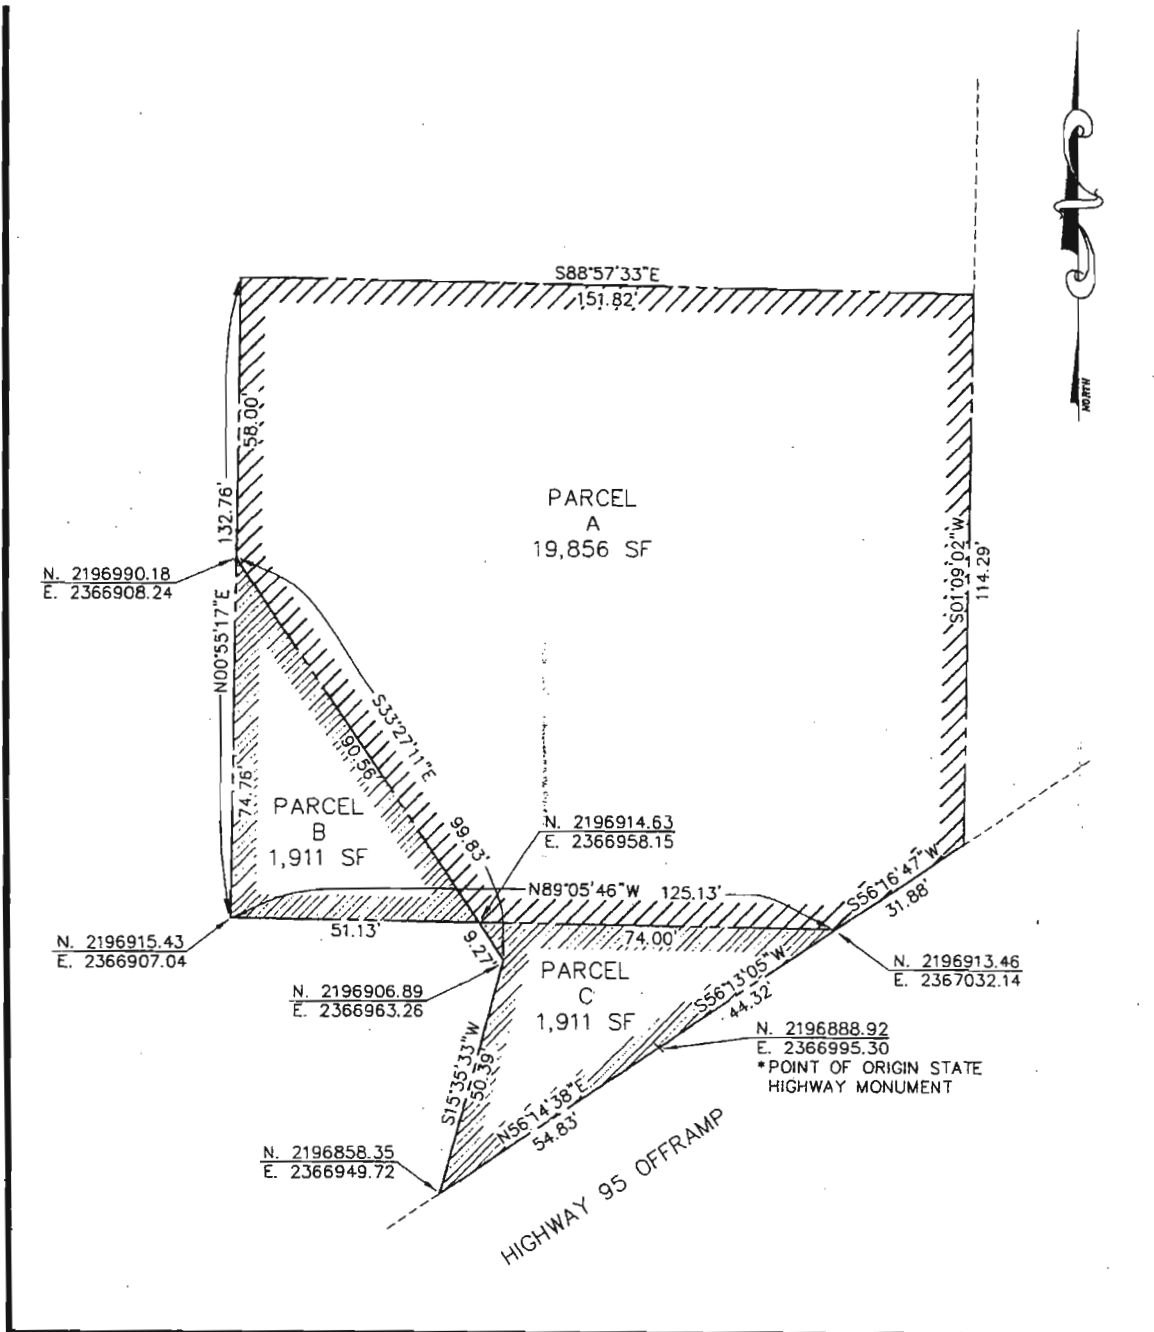 NORTH
S88°57'33"E
151.82'
58.00'
132.76'
PARCEL
A
19,856 SF
S01°09'02"W
114.29'
N. 2196990.18
E. 2366908.24
N00°55'17"E
S33°27'11"E
90.56'
74.76'
PARCEL
B
1,911 SF
99.83'
N. 2196914.63
E. 2366958.15
N89°05'46"W 125.13'
S56°16'47"W
31.88'
51.13'
74.00'
9.27'
N. 2196915.43
E. 2366907.04
PARCEL
C
1,911 SF
N. 2196913.46
E. 2367032.14
N. 2196906.89
E. 2366963.26
S56°13'05"W
44.32'
N. 2196888.92
E. 2366995.30
*POINT OF ORIGIN STATE
HIGHWAY MONUMENT
S15°35'33"W
50.39'
N56°14'38"E
54.83'
N. 2196858.35
E. 2366949.72
HIGHWAY 95 OFFRAMP